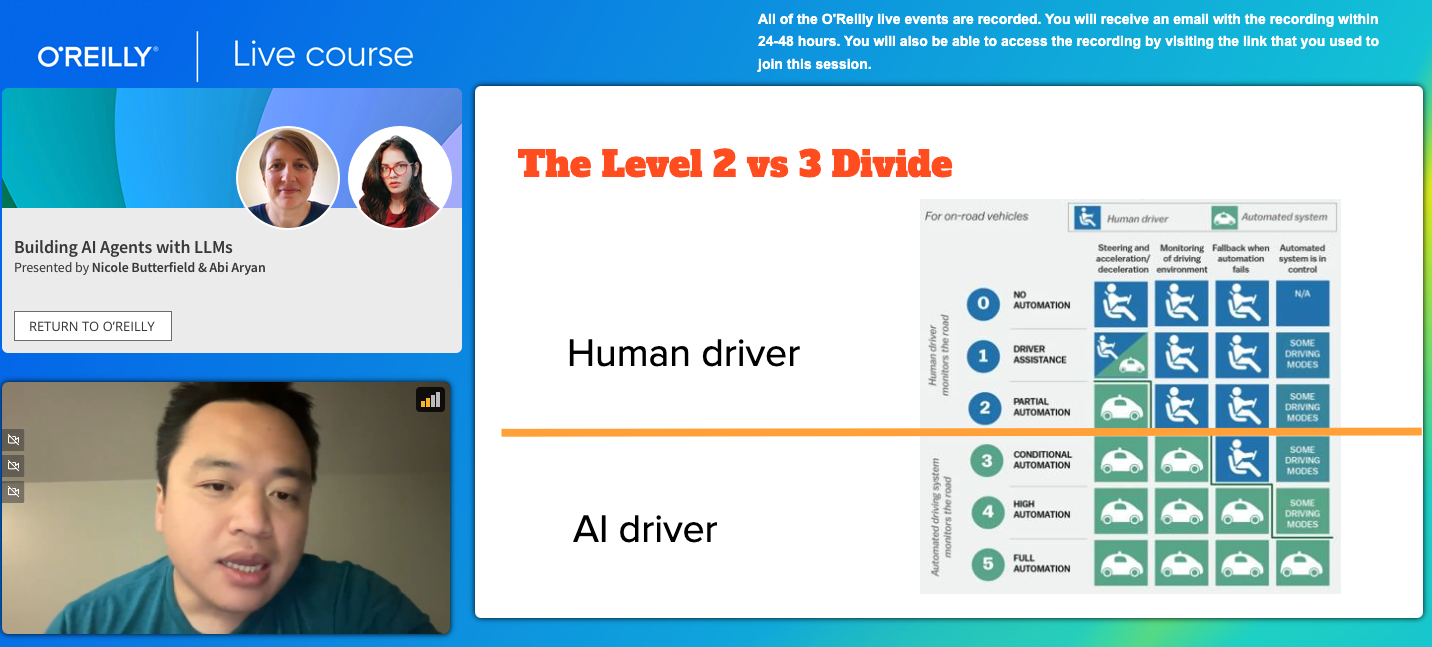 O'REILLY®
Live course
All of the O'Reilly live events are recorded. You will receive an email with the recording within
24-48 hours. You will also be able to access the recording by visiting the link that you used to
join this session.
Building AI Agents with LLMs
Presented by Nicole Butterfield & Abi Aryan
RETURN TO O'REILLY
The Level 2 vs 3 Divide
Human driver
AI driver
For on-road vehicles
Human driver
Automated system
Steering and
acceleration/
deceleration
Monitoring
of driving
environment
Fallback when
automation
fails
Automated
system is in
control
Human driver
monitors the road
0
NO
AUTOMATION
N/A
1
DRIVER
ASSISTANCE
SOME
DRIVING
MODES
2
PARTIAL
AUTOMATION
SOME
DRIVING
MODES
Automated driving system
monitors the road
3
CONDITIONAL
AUTOMATION
SOME
DRIVING
MODES
4
HIGH
AUTOMATION
SOME
DRIVING
MODES
5
FULL
AUTOMATION